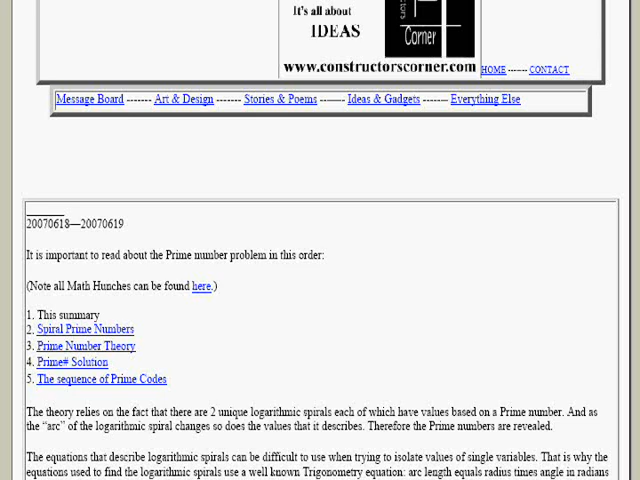 It's all about
IDEAS
ctors
Corner
www.constructorscorner.com
HOME ------- CONTACT
Message Board ------- Art & Design ------- Stories & Poems ------- Ideas & Gadgets ------- Everything Else
20070618—20070619
It is important to read about the Prime number problem in this order:
(Note all Math Hunches can be found here.)
1. This summary
2. Spiral Prime Numbers
3. Prime Number Theory
4. Prime# Solution
5. The sequence of Prime Codes
The theory relies on the fact that there are 2 unique logarithmic spirals each of which have values based on a Prime number. And as
the “arc” of the logarithmic spiral changes so does the values that it describes. Therefore the Prime numbers are revealed.
The equations that describe logarithmic spirals can be difficult to use when trying to isolate values of single variables. That is why the
equations used to find the logarithmic spirals use a well known Trigonometry equation: arc length equals radius times angle in radians